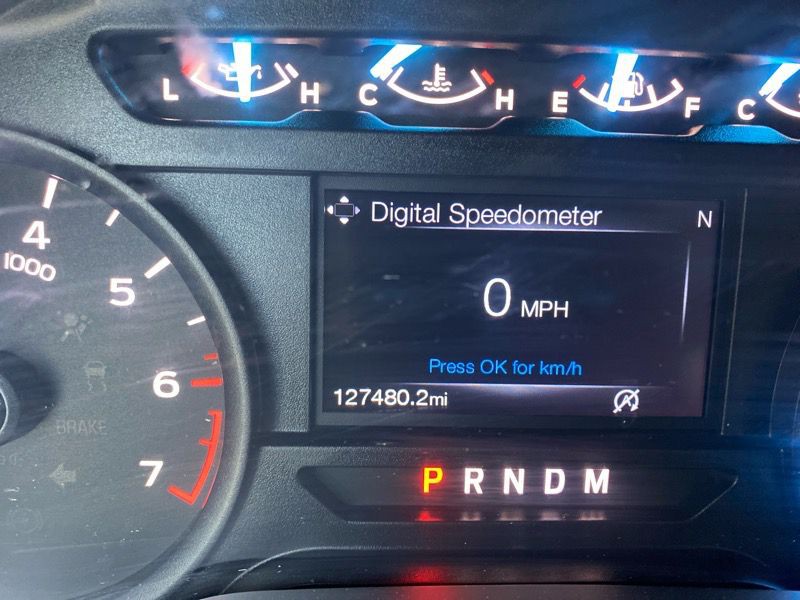 L H C H E F C
Digital Speedometer N
4
1000
5
0 MPH
Press OK for km/h
6
127480.2mi
BRAKE
7
P R N D M